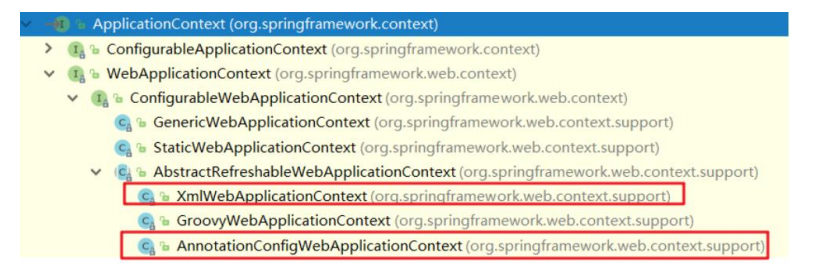 ApplicationContext (org.springframework.context)
ConfigurableApplicationContext (org.springframework.context)
WebApplicationContext (org.springframework.web.context)
ConfigurableWebApplicationContext (org.springframework.web.context)
GenericWebApplicationContext (org.springframework.web.context.support)
StaticWebApplicationContext (org.springframework.web.context.support)
AbstractRefreshableWebApplicationContext (org.springframework.web.context.support)
XmlWebApplicationContext (org.springframework.web.context.support)
GroovyWebApplicationContext (org.springframework.web.context.support)
AnnotationConfigWebApplicationContext (org.springframework.web.context.support)